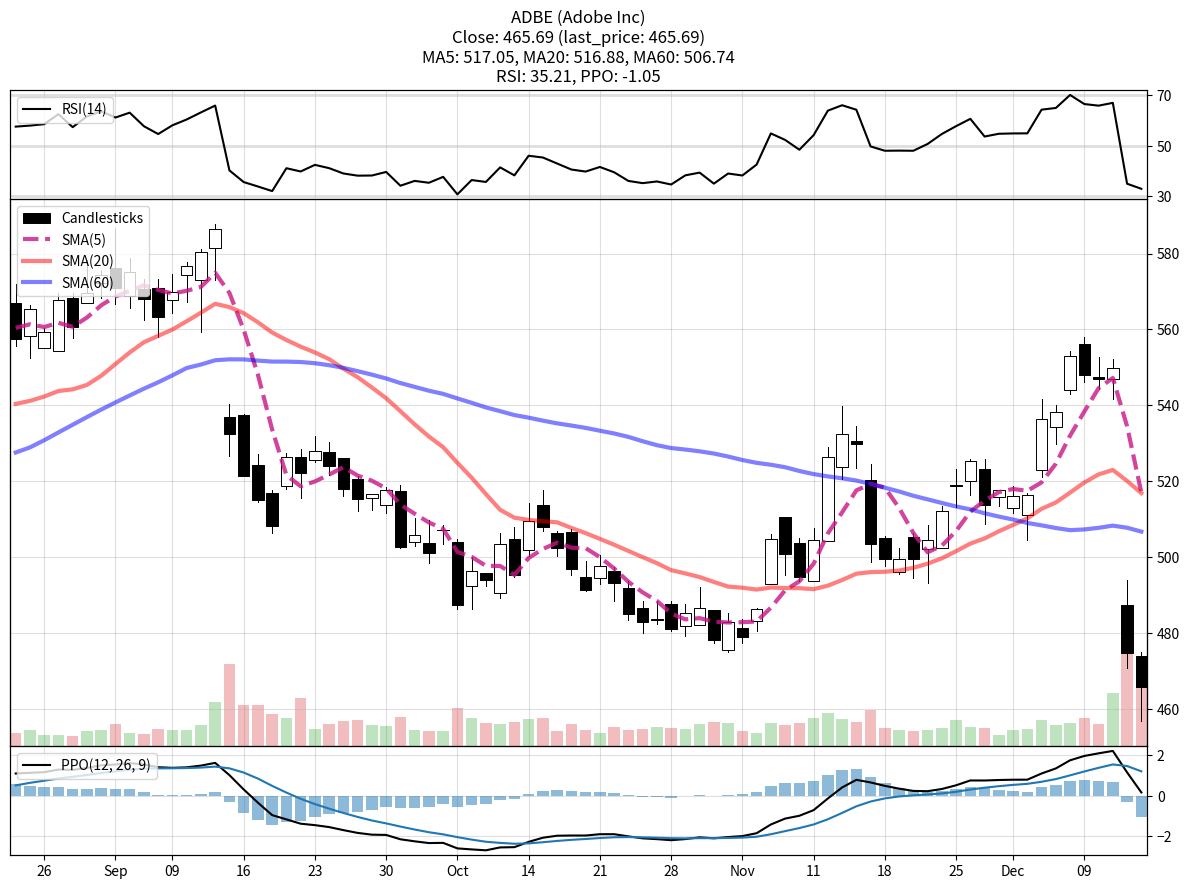 ADBE (Adobe Inc)
Close: 465.69 (last_price: 465.69)
MA5: 517.05, MA20: 516.88, MA60: 506.74
RSI: 35.21, PPO: -1.05
RSI(14)
70
50
30
Candlesticks
SMA(5)
SMA(20)
SMA(60)
580
560
540
520
500
480
460
PPO(12, 26, 9)
2
0
−2
26 Sep 09 16 23 30 Oct 14 21 28 Nov 11 18 25 Dec 09